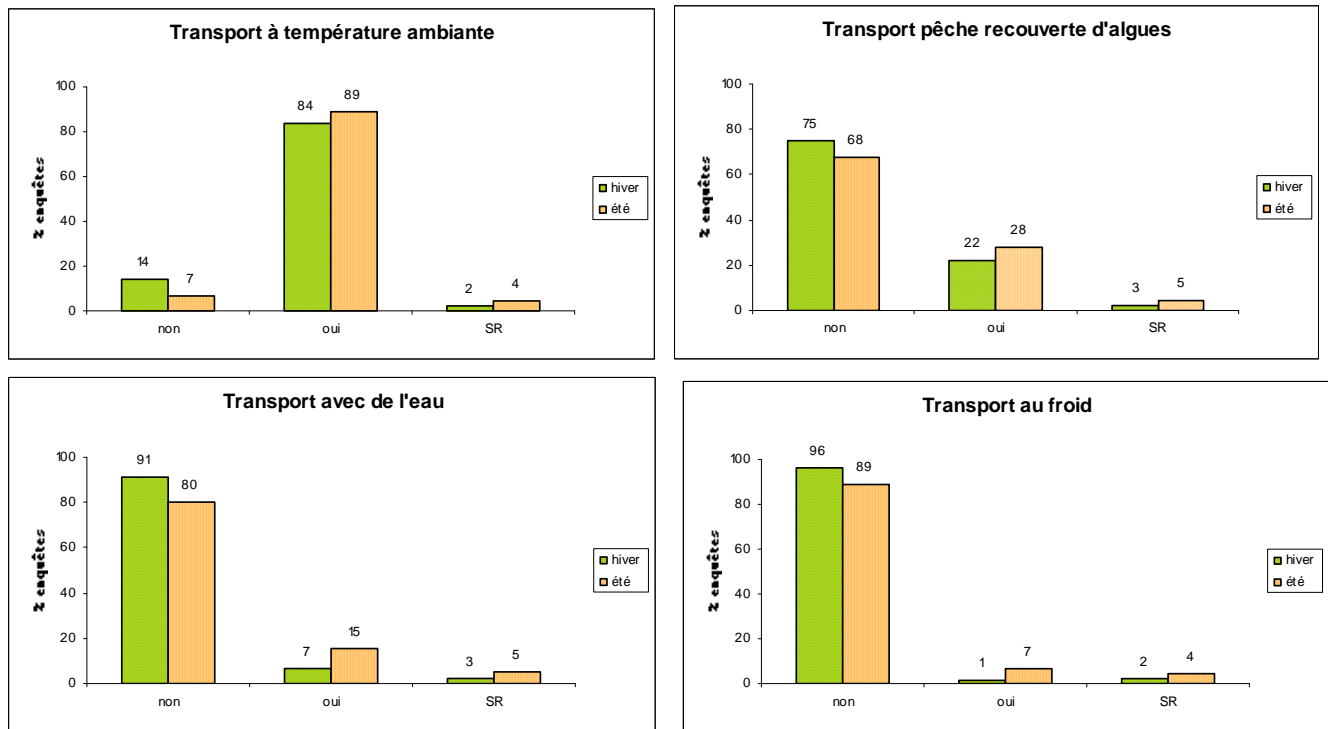 Transport à température ambiante
% enquêtes
100
80
60
40
20
0
14
7
84
89
2
4
non
oui
SR
hiver
été
Transport pêche recouverte d'algues
% enquêtes
100
80
60
40
20
0
75
68
22
28
3
5
non
oui
SR
hiver
été
Transport avec de l'eau
% enquêtes
100
80
60
40
20
0
91
80
7
15
3
5
non
oui
SR
hiver
été
Transport au froid
% enquêtes
100
80
60
40
20
0
96
89
1
7
2
4
non
oui
SR
hiver
été